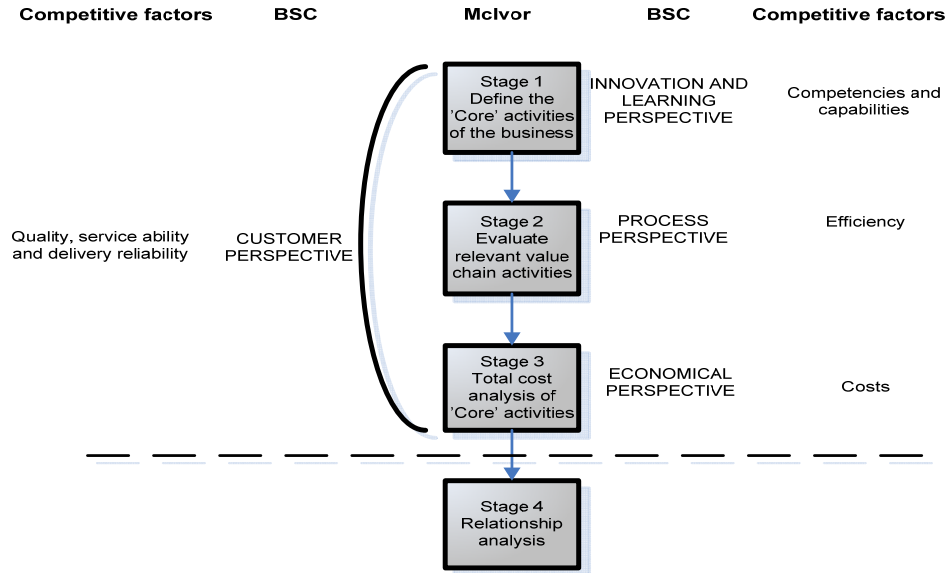 Competitive factors
BSC
McIvor
BSC
Competitive factors
Stage 1
Define the
'Core' activities
of the business
INNOVATION AND
LEARNING
PERSPECTIVE
Competencies and
capabilities
Quality, service ability
and delivery reliability
CUSTOMER
PERSPECTIVE
Stage 2
Evaluate
relevant value
chain activities
PROCESS
PERSPECTIVE
Efficiency
Stage 3
Total cost
analysis of
'Core' activities
ECONOMICAL
PERSPECTIVE
Costs
Stage 4
Relationship
analysis